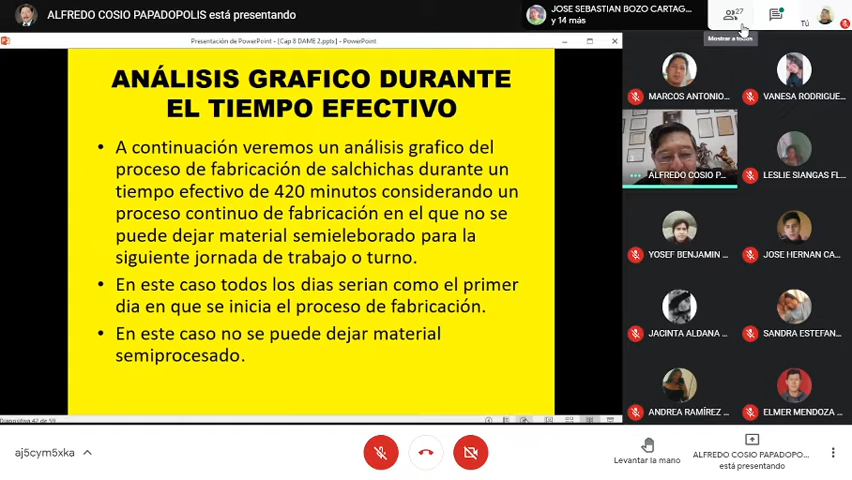 ALFREDO COSIO PAPADOPOLIS está presentando
JOSE SEBASTIAN BOZO CARTAG...
y 14 más
27
Tú
Mostrar a todos
Presentación de PowerPoint - [Cap 8 DAME 2.ppts] - PowerPoint
ANÁLISIS GRAFICO DURANTE
EL TIEMPO EFECTIVO
• A continuación veremos un análisis grafico del
proceso de fabricación de salchichas durante un
tiempo efectivo de 420 minutos considerando un
proceso continuo de fabricación en el que no se
puede dejar material semieleborado para la
siguiente jornada de trabajo o turno.
• En este caso todos los dias serian como el primer
dia en que se inicia el proceso de fabricación.
• En este caso no se puede dejar material
semiprocesado.
Diapositiva 42 de 59
MARCOS ANTONIO...
VANESA RODRIGUE...
ALFREDO COSIO P...
LESLIE SIANGAS FL...
YOSEF BENJAMIN ...
JOSE HERNAN CA...
JACINTA ALDANA ...
SANDRA ESTEFAN...
ANDREA RAMÍREZ ...
ELMER MENDOZA ...
aj5cym5xka
Levantar la mano
ALFREDO COSIO PAPADOPO...
está presentando